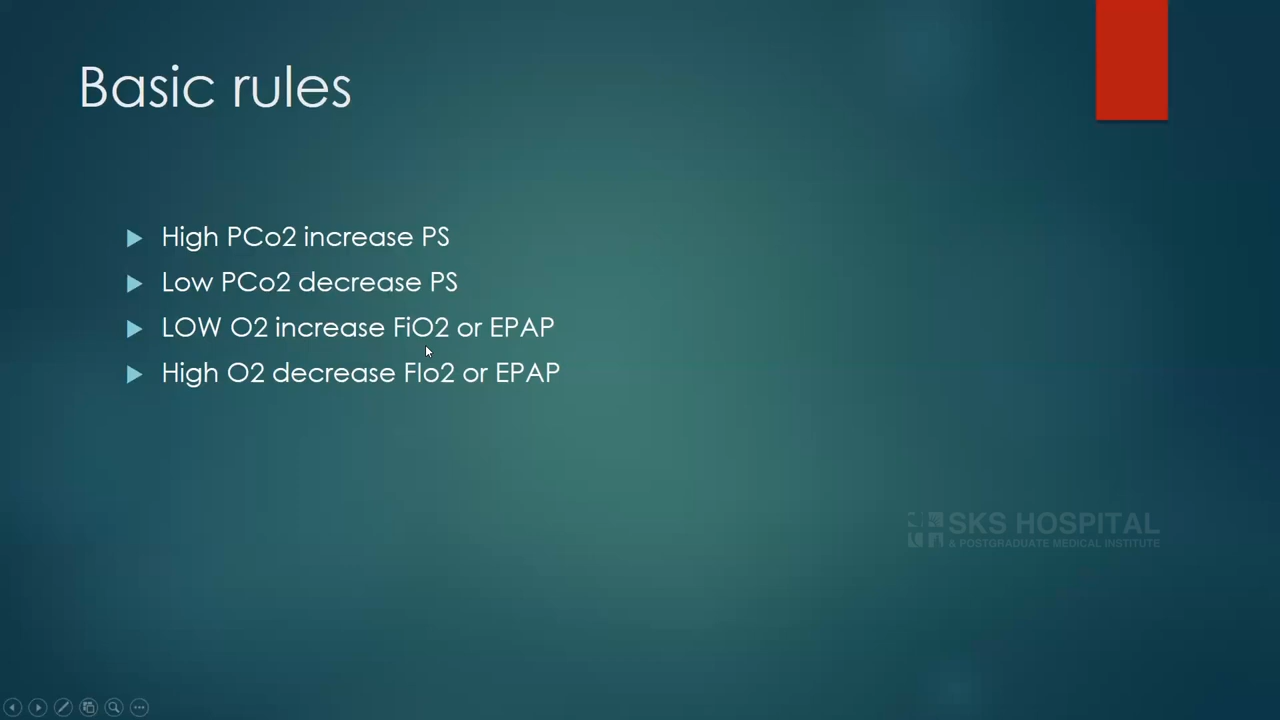 Basic rules
High PCo2 increase PS
Low PCo2 decrease PS
LOW O2 increase FiO2 or EPAP
High O2 decrease FIo2 or EPAP
SKS HOSPITAL
& POSTGRADUATE MEDICAL INSTITUTE